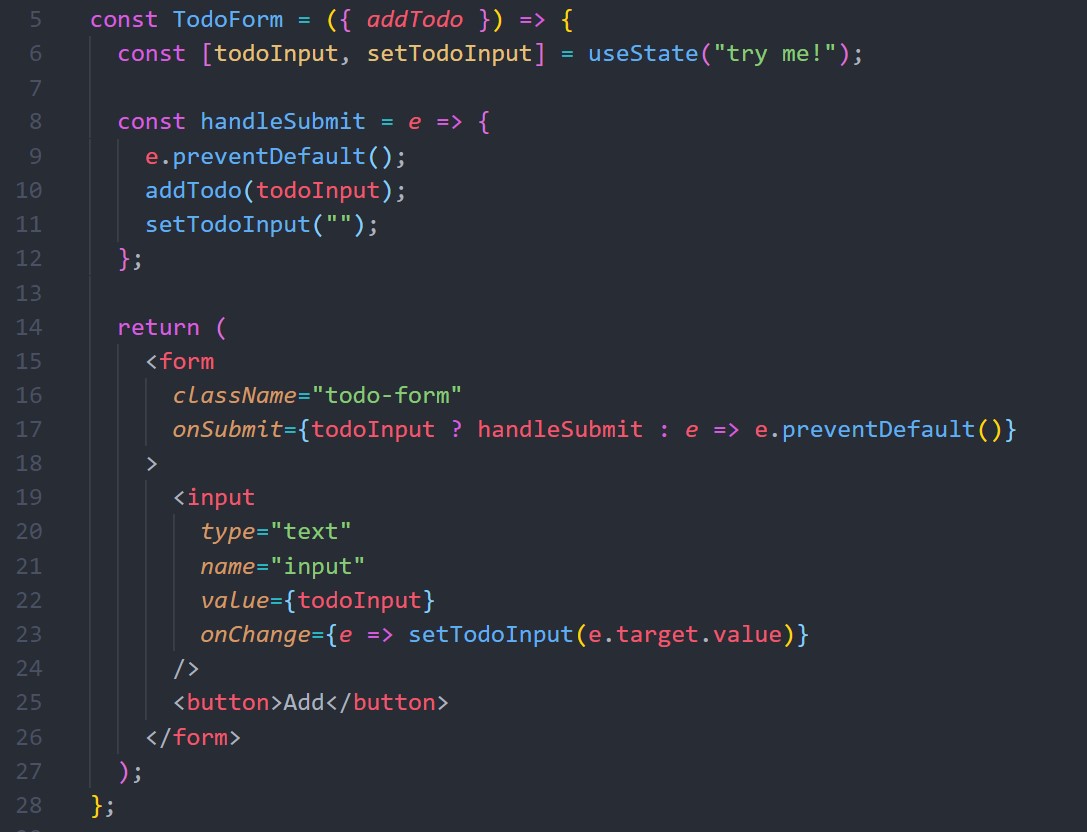 5 const TodoForm = ({ addTodo }) => {
6 const [todoInput, setTodoInput] = useState("try me!");
7
8 const handleSubmit = e => {
9 e.preventDefault();
10 addTodo(todoInput);
11 setTodoInput("");
12 };
13
14 return (
15 <form
16 className="todo-form"
17 onSubmit={todoInput ? handleSubmit : e => e.preventDefault()}
18 >
19 <input
20 type="text"
21 name="input"
22 value={todoInput}
23 onChange={e => setTodoInput(e.target.value)}
24 />
25 <button>Add</button>
26 </form>
27 );
28 };